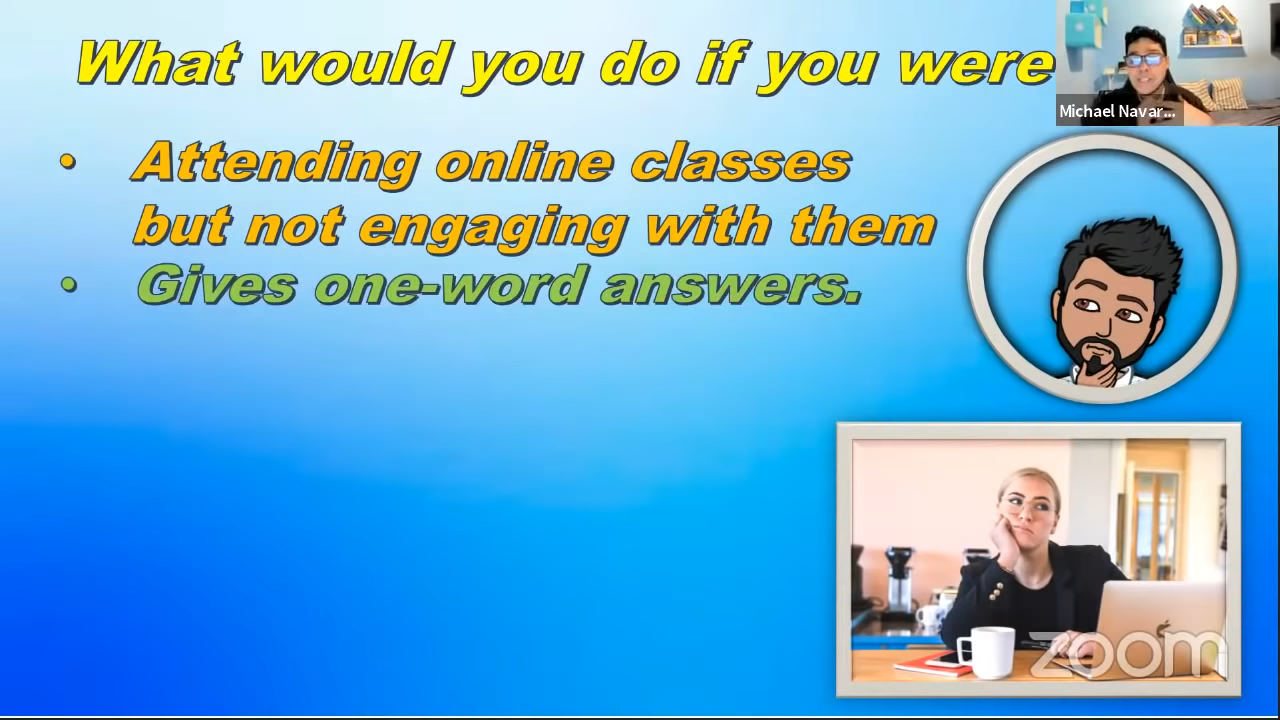 What would you do if you were
Michael Navar...
• Attending online classes
but not engaging with them
• Gives one-word answers.
zoom